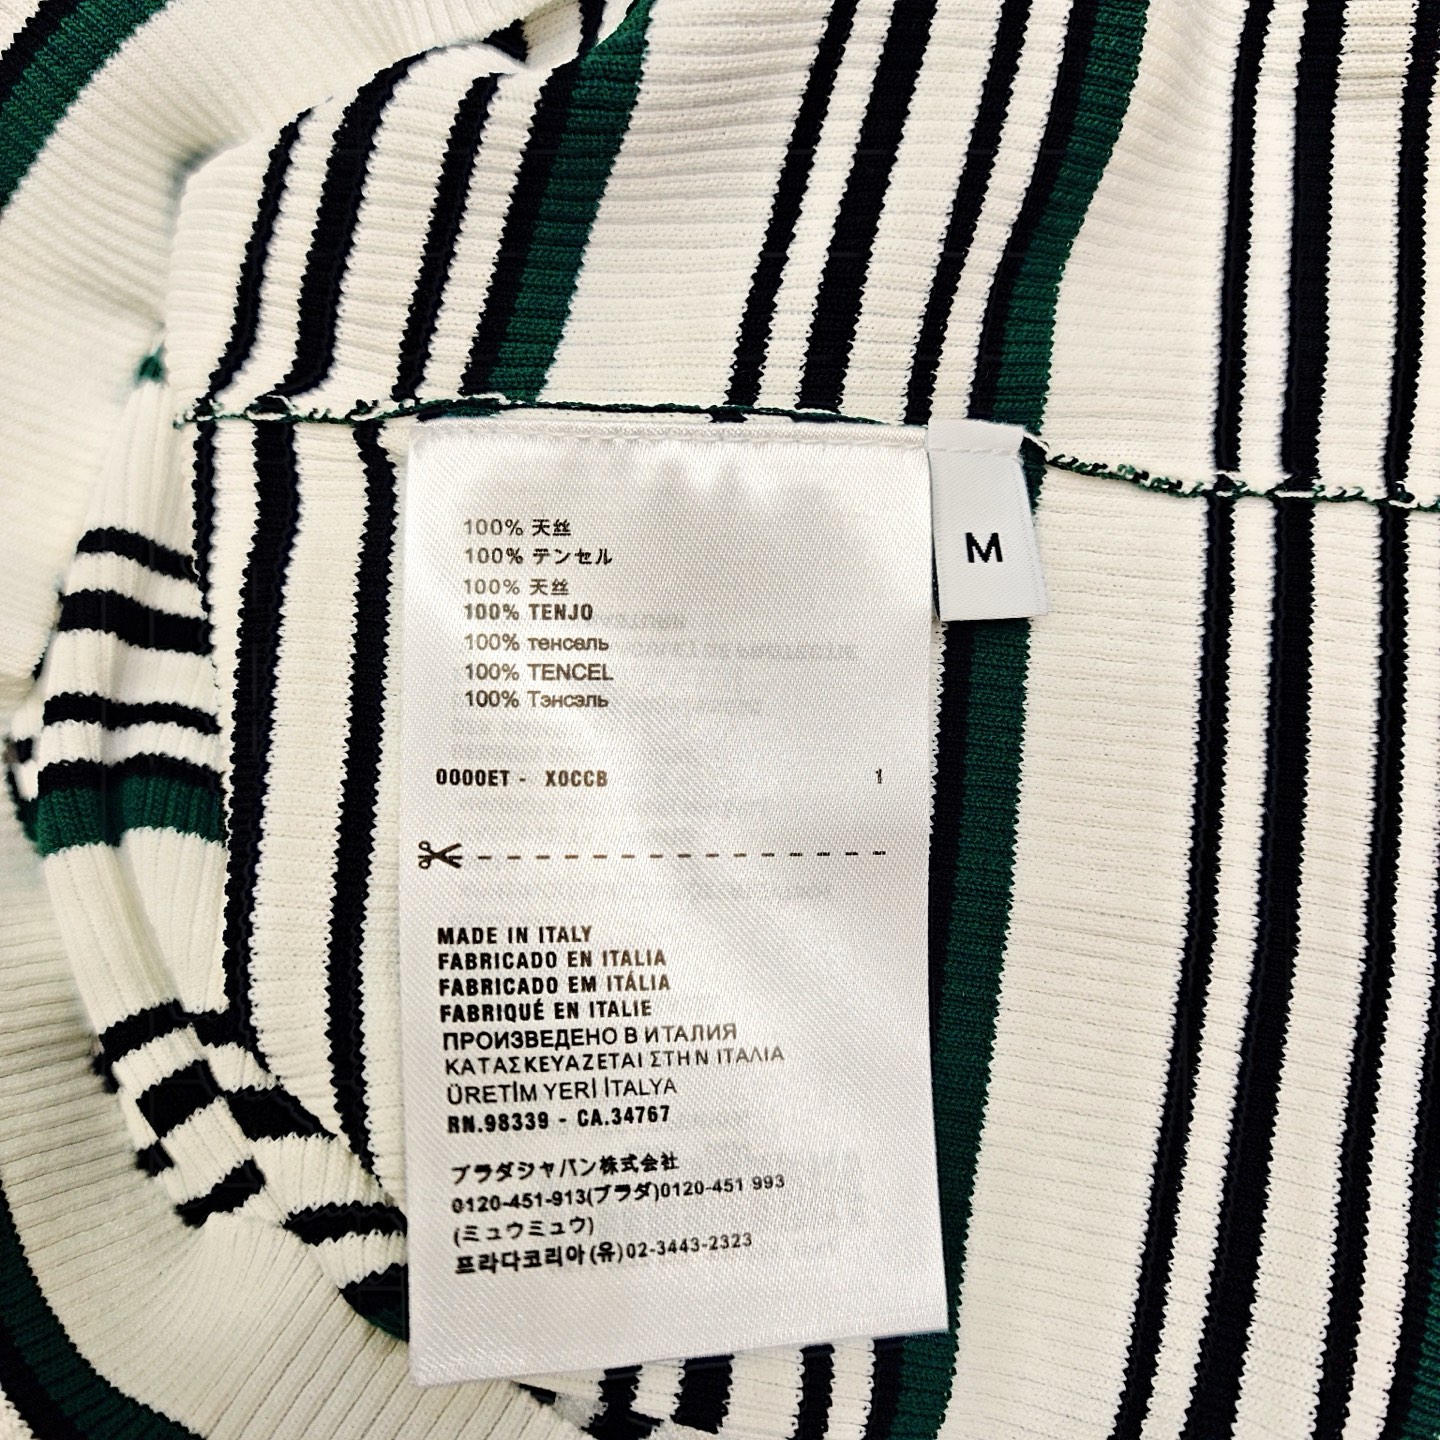 100% 天丝
100% テンセル
100% 天丝
100% TENJO
100% тенсель
100% TENCEL
100% Тэнсэль
0000ET - X0CCB 1
MADE IN ITALY
FABRICADO EN ITALIA
FABRICADO EM ITÁLIA
FABRIQUÉ EN ITALIE
ПРОИЗВЕДЕНО В ИТАЛИЯ
ΚΑΤΑΣΚΕΥΑΖΕΤΑΙ ΣΤΗΝ ΙΤΑΛΙΑ
ÜRETİM YERİ İTALYA
RN.98339 - CA.34767
プラダジャパン株式会社
0120-451-913(プラダ)0120-451 993
(ミュウミュウ)
프라다코리아(유)02-3443-2323
M